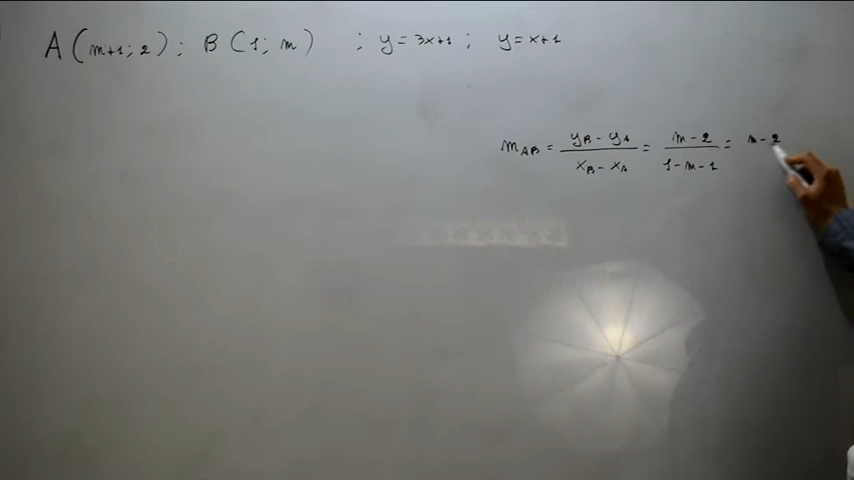 A (m+1; 2); B (1; m) ; y = 3x+1; y = x+1
m_AB = (y_B - y_A)/(x_B - x_A) = (m-2)/(1-m-1) = m-2